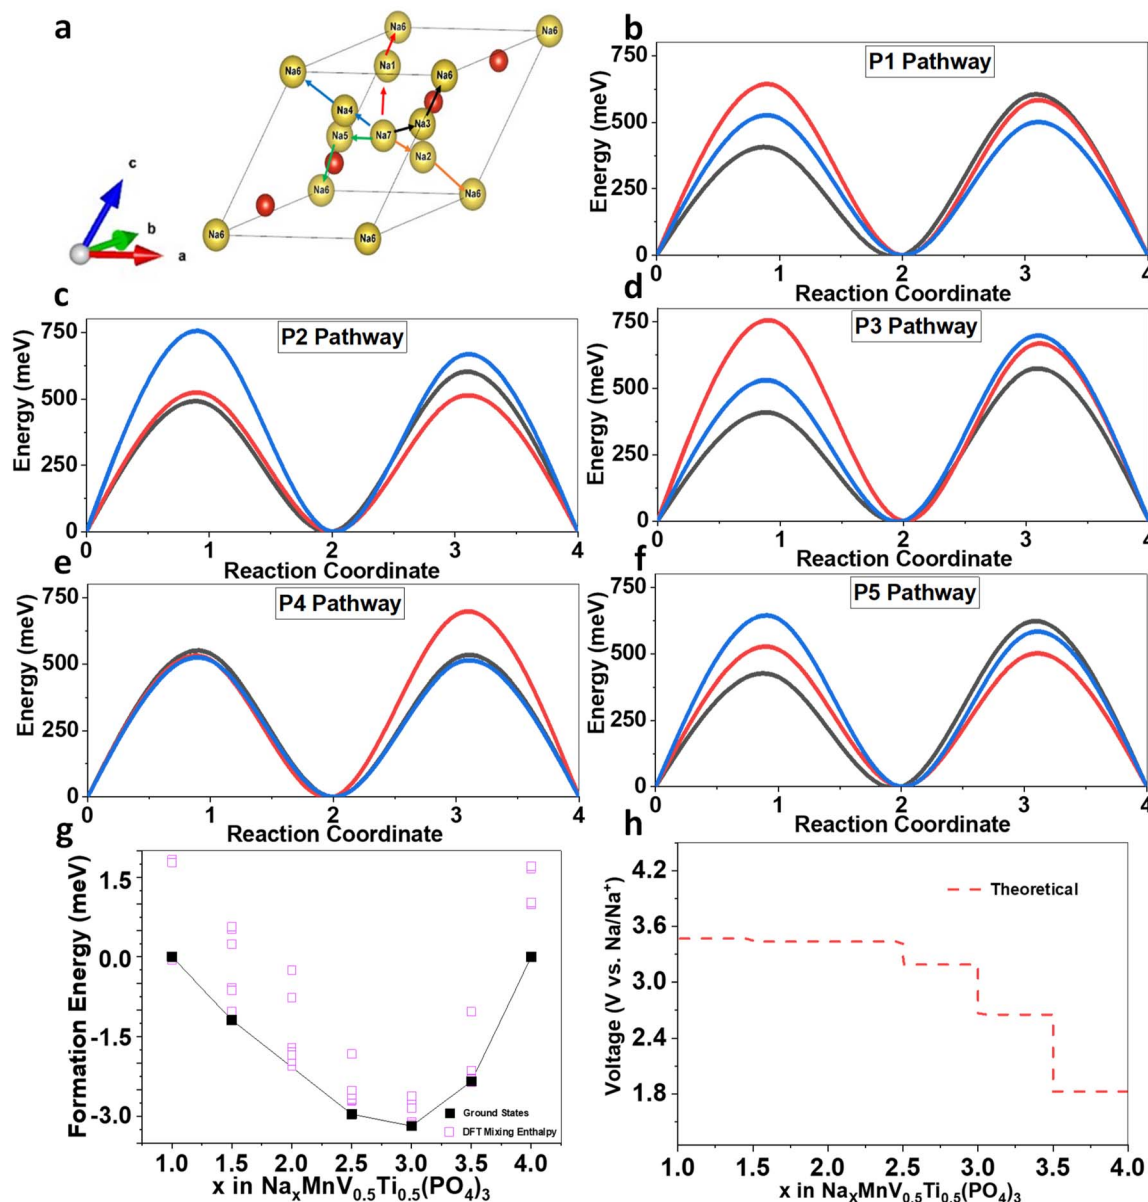 a
Na6
Na6
Na6
Na1
Na6
Na4
Na3
Na5
Na7
Na2
Na6
Na6
Na6
Na6
c
b
a
b
P1 Pathway
Energy (meV)
750
500
250
0
0 1 2 3 4
Reaction Coordinate
c
P2 Pathway
Energy (meV)
750
500
250
0
0 1 2 3 4
Reaction Coordinate
d
P3 Pathway
Energy (meV)
750
500
250
0
0 1 2 3 4
Reaction Coordinate
e
P4 Pathway
Energy (meV)
750
500
250
0
0 1 2 3 4
Reaction Coordinate
f
P5 Pathway
Energy (meV)
750
500
250
0
0 1 2 3 4
Reaction Coordinate
g
Formation Energy (meV)
1.5
0.0
-1.5
-3.0
Ground States
DFT Mixing Enthalpy
1.0 1.5 2.0 2.5 3.0 3.5 4.0
x in NaₓMnV₀.₅Ti₀.₅(PO₄)₃
h
Voltage (V vs. Na/Na⁺)
4.2
3.6
3.0
2.4
1.8
Theoretical
1.0 1.5 2.0 2.5 3.0 3.5 4.0
x in NaₓMnV₀.₅Ti₀.₅(PO₄)₃